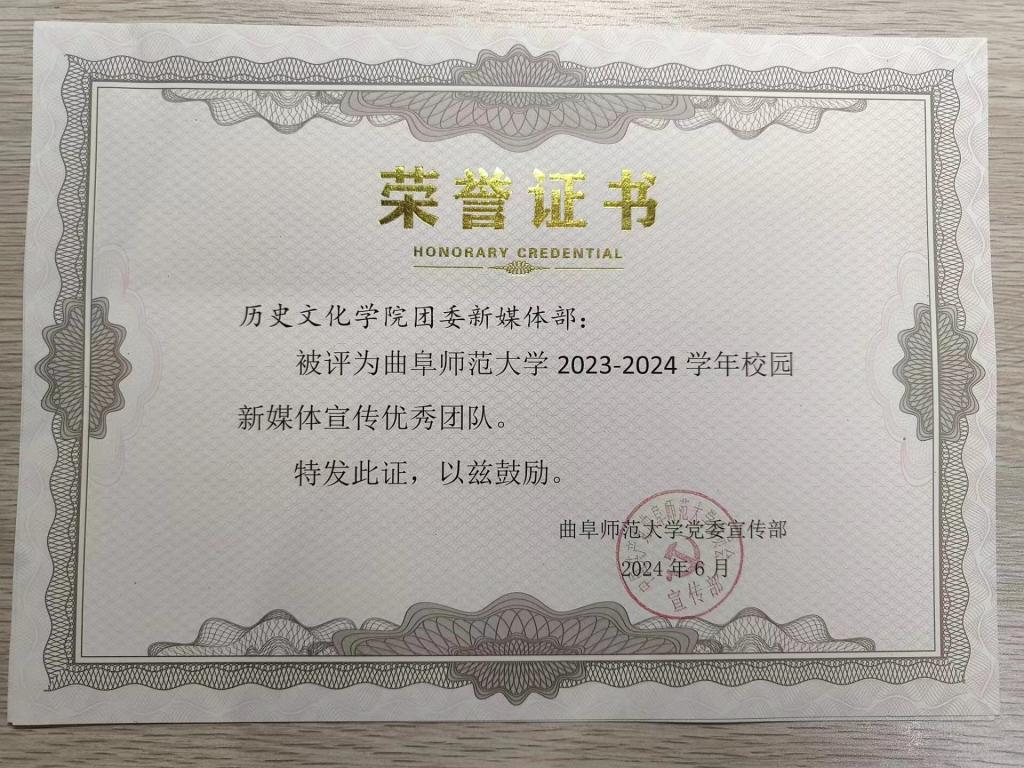 荣誉证书
HONORARY CREDENTIAL
历史文化学院团委新媒体部：
被评为曲阜师范大学 2023-2024 学年校园
新媒体宣传优秀团队。
特发此证，以兹鼓励。
曲阜师范大学党委宣传部
2024 年 6 月
宣传部